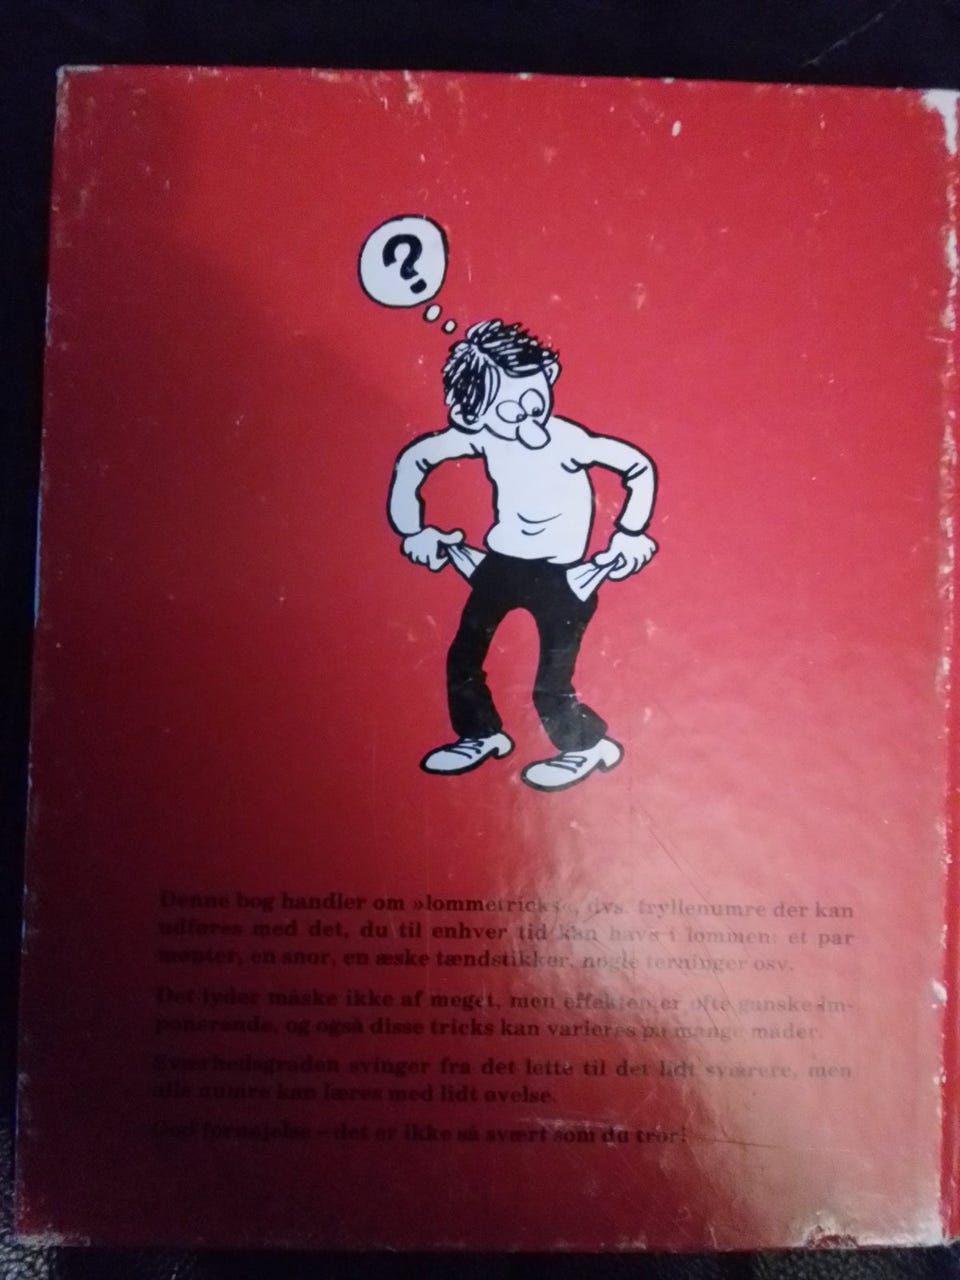 ?
Denne bog handler om »lommetricks«, dvs. tryllenumre der kan
udføres med det, du til enhver tid kan have i lommen: et par
mønter, en snor, en æske tændstikker, nogle terninger osv.
Det lyder måske ikke af meget, men effekten er ofte ganske im-
ponerende, og også disse tricks kan varieres på mange måder.
Sværhedsgraden svinger fra det lette til det lidt sværere, men
alle numre kan læres med lidt øvelse.
God fornøjelse – det er ikke så svært som du tror!